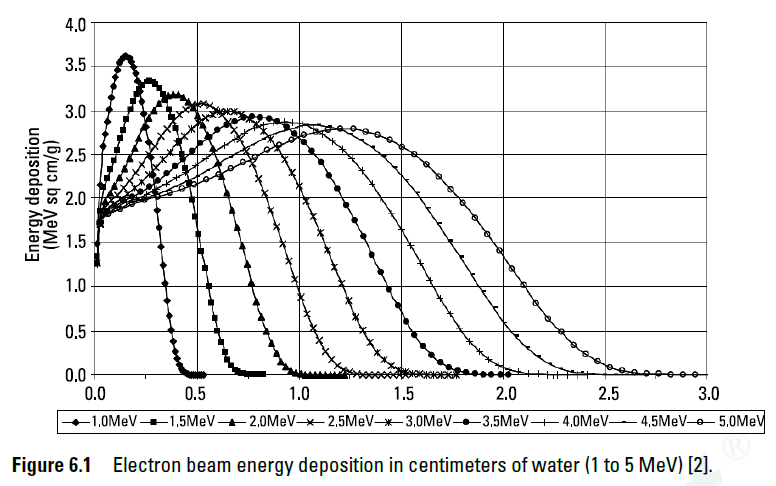 4.0
3.5
3.0
2.5
2.0
1.5
1.0
0.5
0.0
Energy deposition
(MeV sq cm/g)
0.0 0.5 1.0 1.5 2.0 2.5 3.0
1.0MeV 1.5MeV 2.0MeV 2.5MeV 3.0MeV 3.5MeV 4.0MeV 4.5MeV 5.0MeV
Figure 6.1 Electron beam energy deposition in centimeters of water (1 to 5 MeV) [2].
®